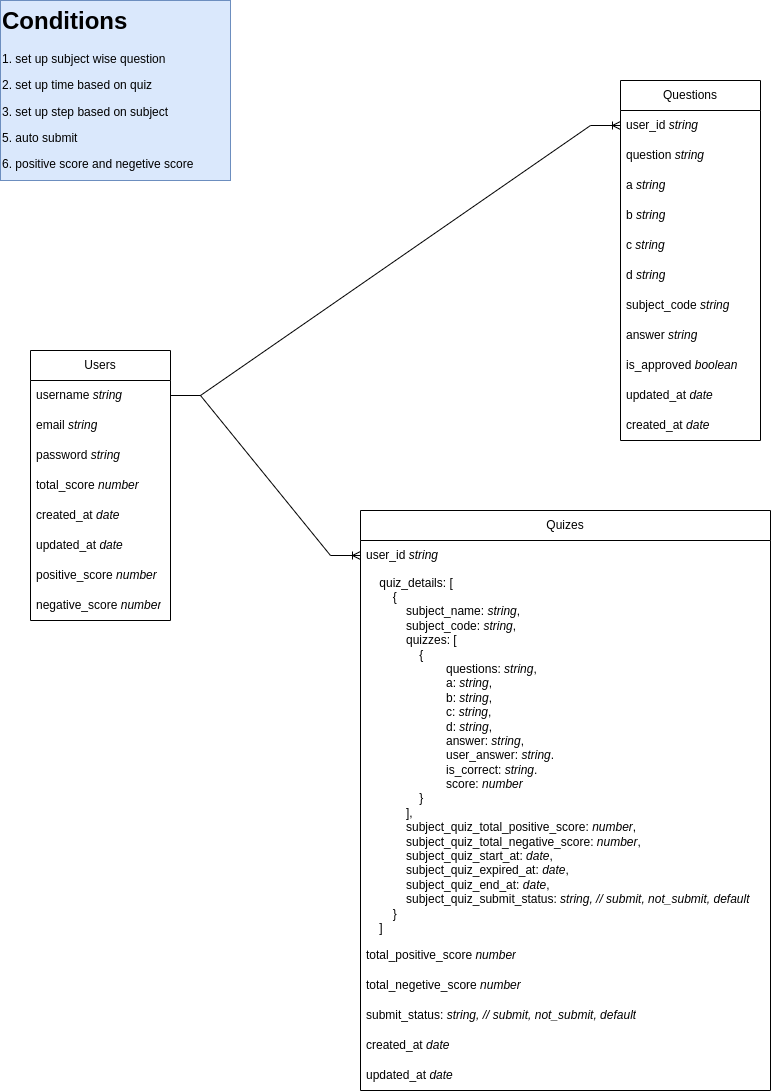 Conditions
1. set up subject wise question
2. set up time based on quiz
3. set up step based on subject
5. auto submit
6. positive score and negetive score
Questions
user_id string
question string
a string
b string
c string
d string
subject_code string
answer string
is_approved boolean
updated_at date
created_at date
Users
username string
email string
password string
total_score number
created_at date
updated_at date
positive_score number
negative_score number
Quizes
user_id string
quiz_details: [
{
subject_name: string,
subject_code: string,
quizzes: [
{
questions: string,
a: string,
b: string,
c: string,
d: string,
answer: string,
user_answer: string.
is_correct: string.
score: number
}
],
subject_quiz_total_positive_score: number,
subject_quiz_total_negative_score: number,
subject_quiz_start_at: date,
subject_quiz_expired_at: date,
subject_quiz_end_at: date,
subject_quiz_submit_status: string, // submit, not_submit, default
}
]
total_positive_score number
total_negetive_score number
submit_status: string, // submit, not_submit, default
created_at date
updated_at date